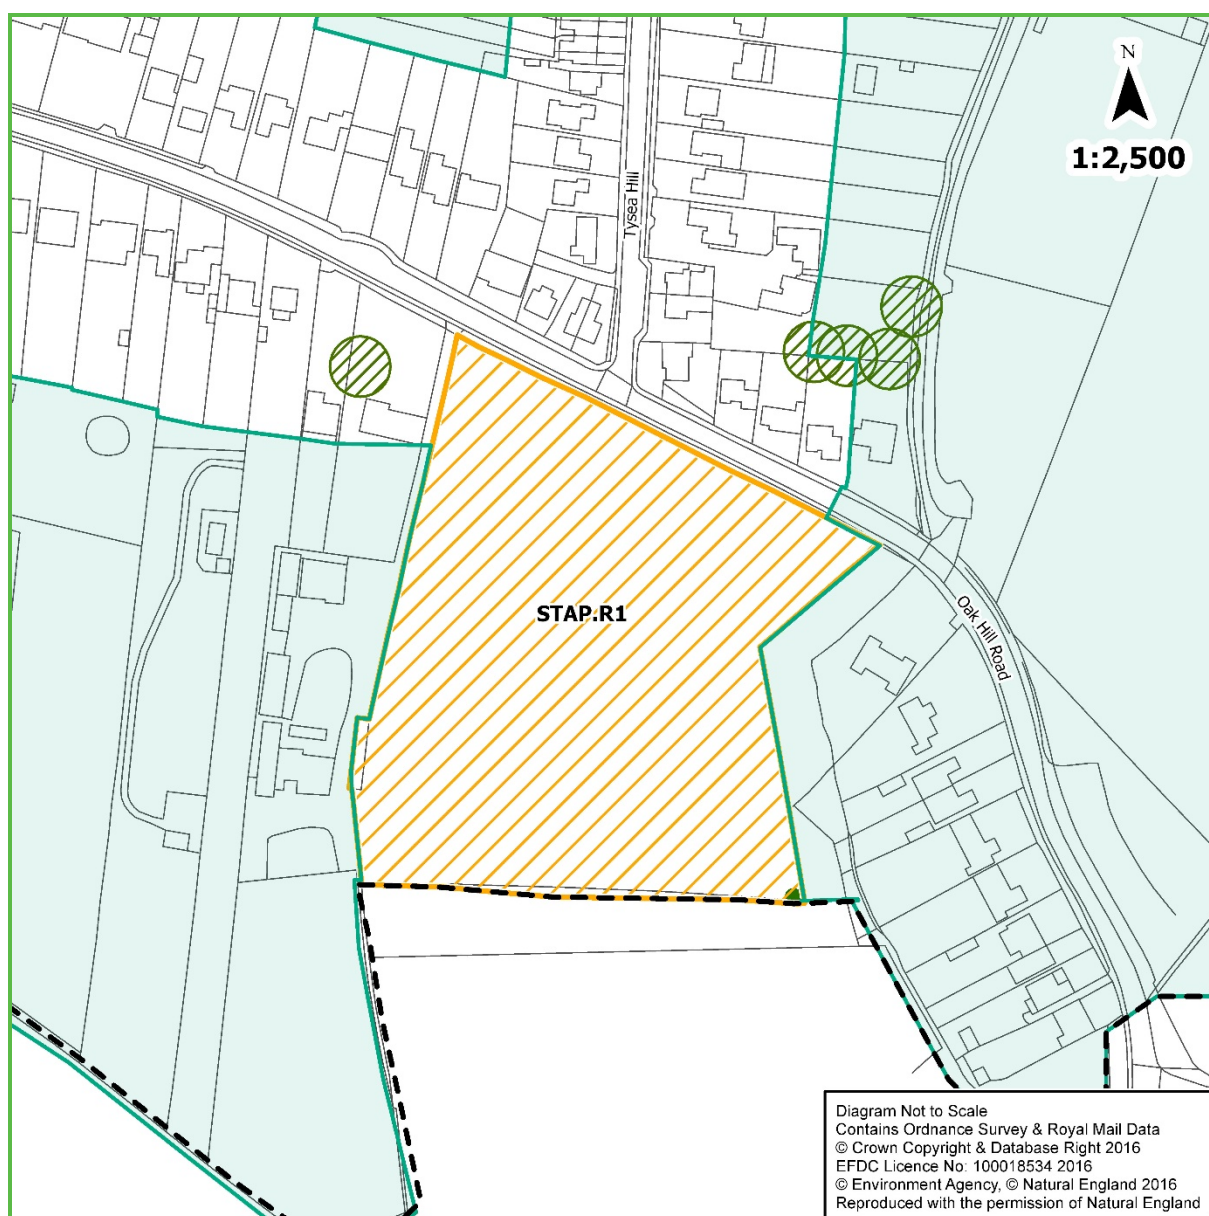 N
1:2,500
Tysea Hill
STAP.R1
Oak Hill Road
Diagram Not to Scale
Contains Ordnance Survey & Royal Mail Data
© Crown Copyright & Database Right 2016
EFDC Licence No: 100018534 2016
© Environment Agency, © Natural England 2016
Reproduced with the permission of Natural England